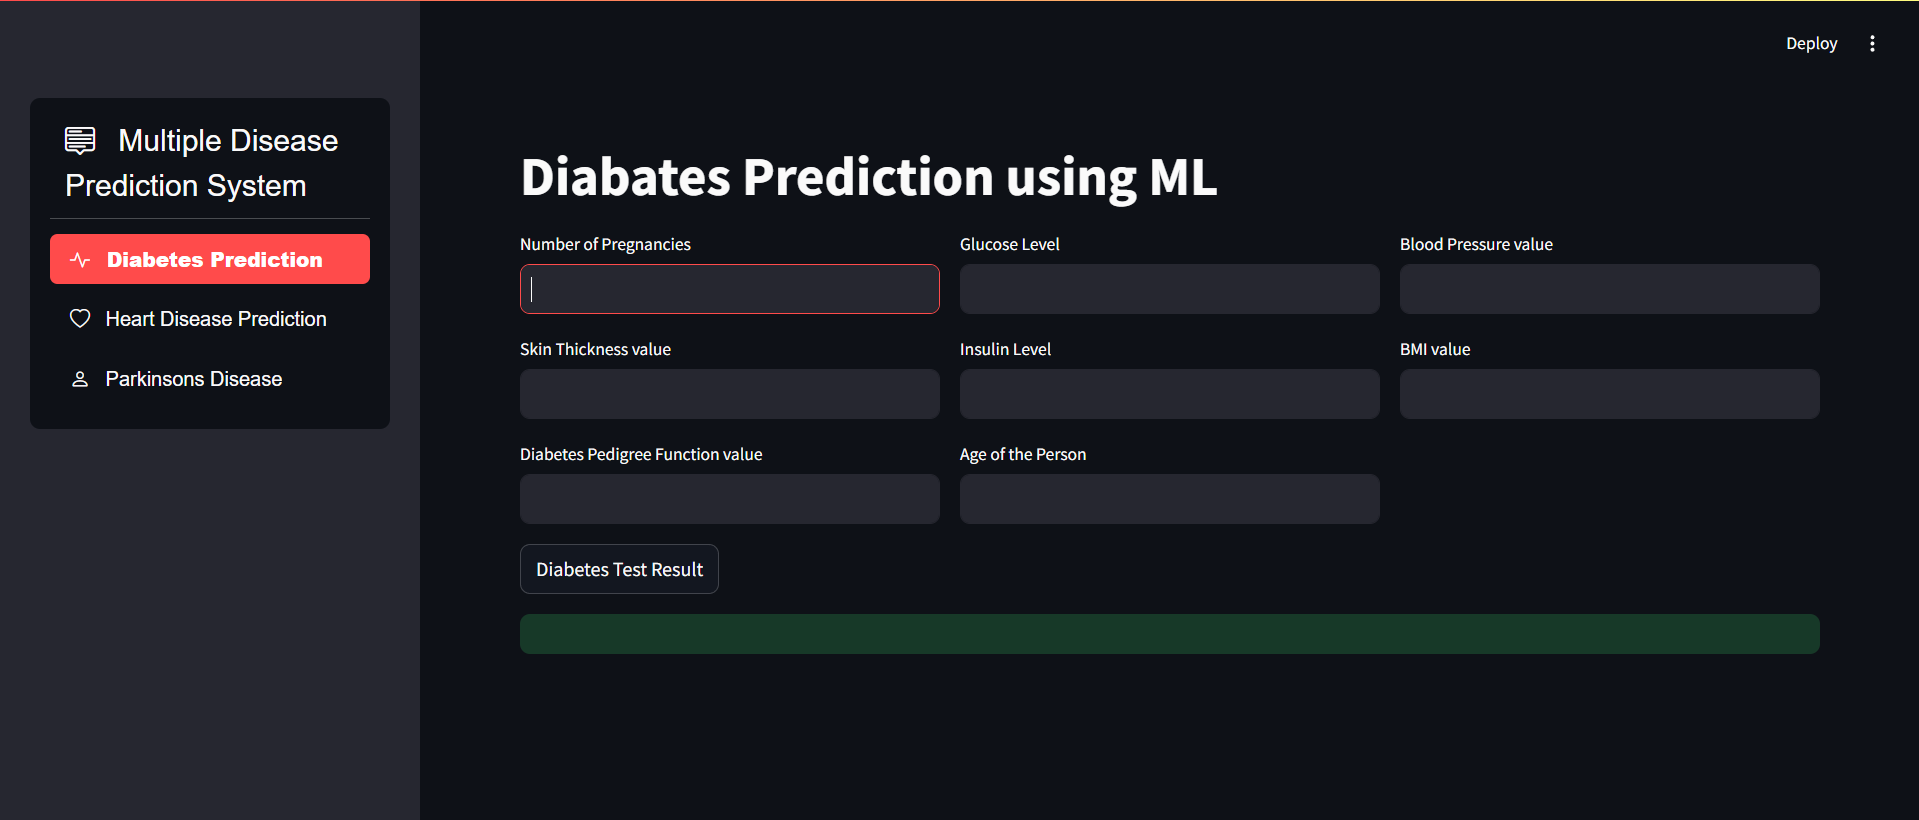 Deploy
Multiple Disease
Prediction System
Diabetes Prediction
Heart Disease Prediction
Parkinsons Disease
Diabates Prediction using ML
Number of Pregnancies
Glucose Level
Blood Pressure value
Skin Thickness value
Insulin Level
BMI value
Diabetes Pedigree Function value
Age of the Person
Diabetes Test Result